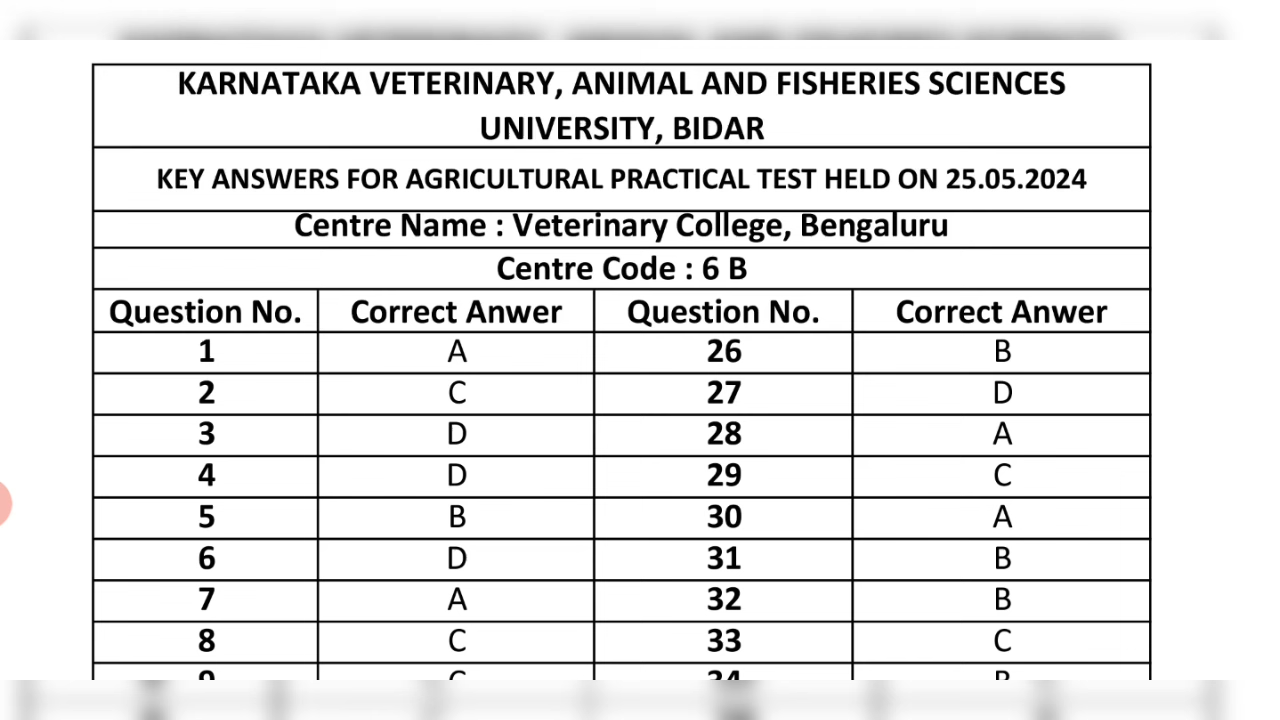 KARNATAKA VETERINARY, ANIMAL AND FISHERIES SCIENCES
UNIVERSITY, BIDAR
KEY ANSWERS FOR AGRICULTURAL PRACTICAL TEST HELD ON 25.05.2024
Centre Name : Veterinary College, Bengaluru
Centre Code : 6 B
Question No. Correct Anwer Question No. Correct Anwer
1 A 26 B
2 C 27 D
3 D 28 A
4 D 29 C
5 B 30 A
6 D 31 B
7 A 32 B
8 C 33 C